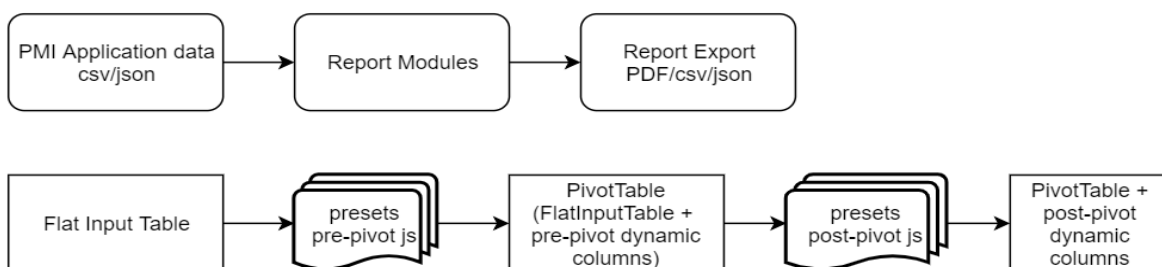 PMI Application data
csv/json
Report Modules
Report Export
PDF/csv/json
Flat Input Table
presets
pre-pivot js
PivotTable
(FlatInputTable +
pre-pivot dynamic
columns)
presets
post-pivot js
PivotTable +
post-pivot
dynamic
columns